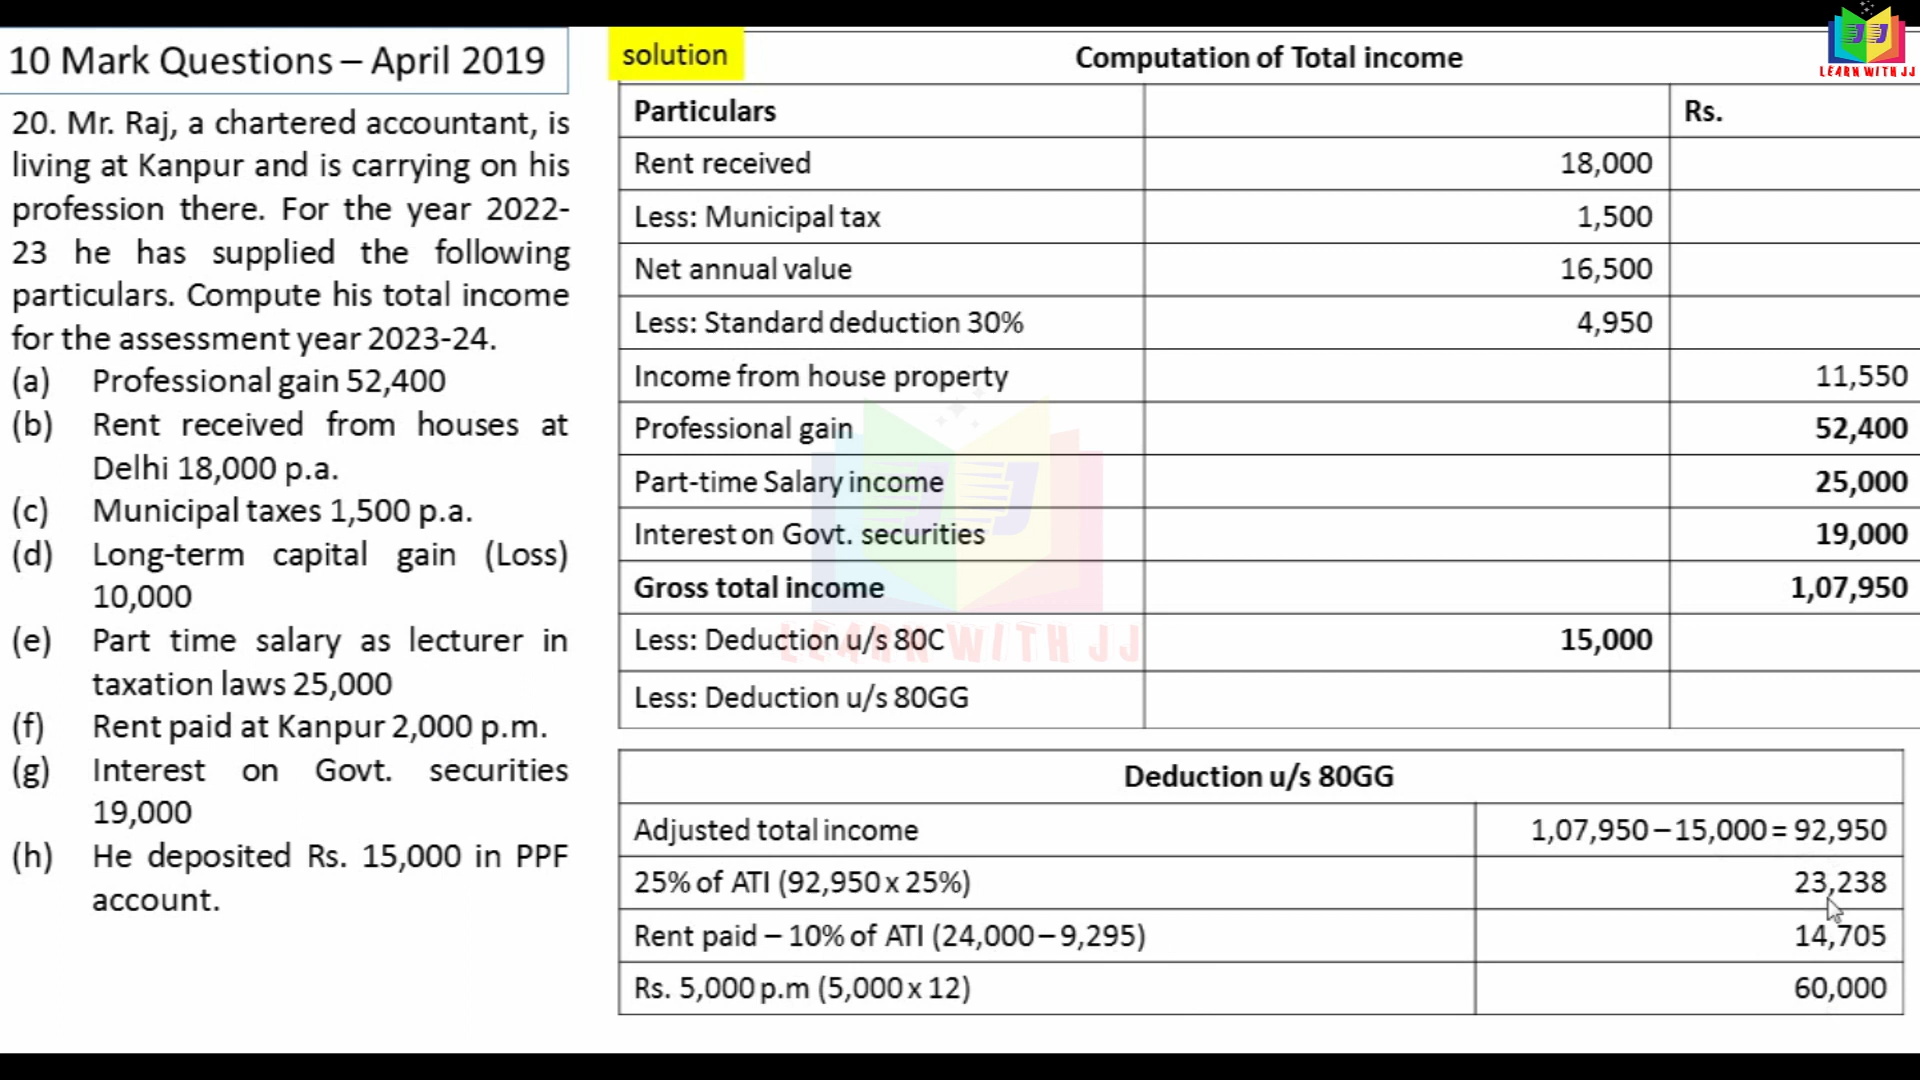 10 Mark Questions – April 2019
20. Mr. Raj, a chartered accountant, is
living at Kanpur and is carrying on his
profession there. For the year 2022-
23 he has supplied the following
particulars. Compute his total income
for the assessment year 2023-24.
(a) Professional gain 52,400
(b) Rent received from houses at
Delhi 18,000 p.a.
(c) Municipal taxes 1,500 p.a.
(d) Long-term capital gain (Loss)
10,000
(e) Part time salary as lecturer in
taxation laws 25,000
(f) Rent paid at Kanpur 2,000 p.m.
(g) Interest on Govt. securities
19,000
(h) He deposited Rs. 15,000 in PPF
account.
solution
Computation of Total income
Particulars Rs.
Rent received 18,000
Less: Municipal tax 1,500
Net annual value 16,500
Less: Standard deduction 30% 4,950
Income from house property 11,550
Professional gain 52,400
Part-time Salary income 25,000
Interest on Govt. securities 19,000
Gross total income 1,07,950
Less: Deduction u/s 80C 15,000
Less: Deduction u/s 80GG
Deduction u/s 80GG
Adjusted total income 1,07,950 – 15,000 = 92,950
25% of ATI (92,950 x 25%) 23,238
Rent paid – 10% of ATI (24,000 – 9,295) 14,705
Rs. 5,000 p.m (5,000 x 12) 60,000
JJ
LEARN WITH JJ
JJ
LEARN WITH JJ